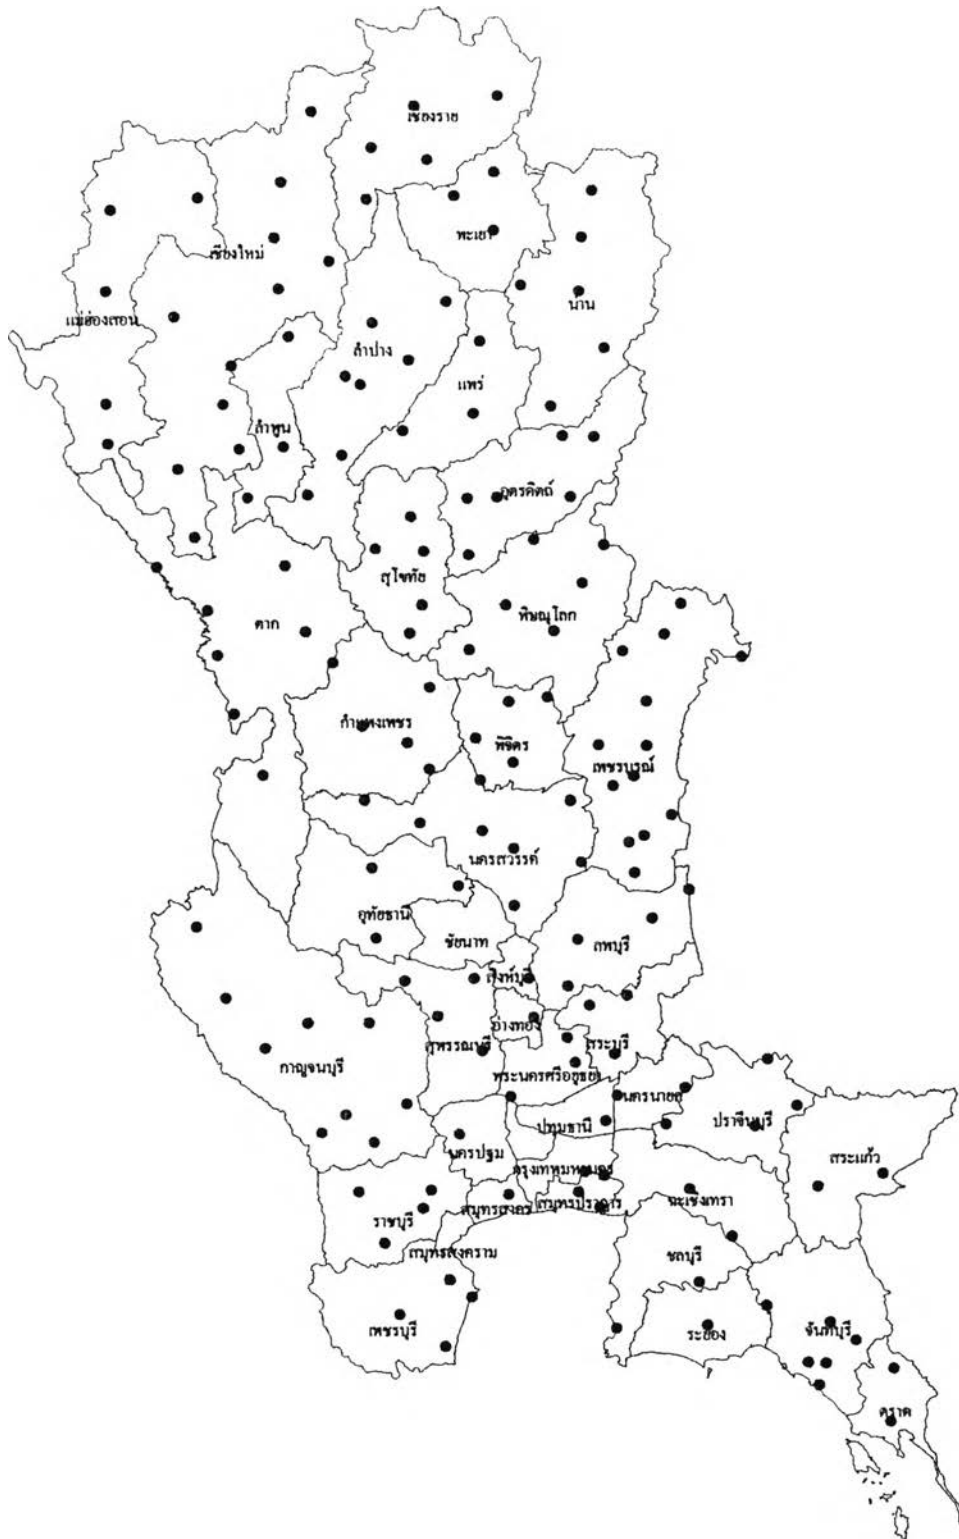 เชียงราย
พะเยา
เชียงใหม่
น่าน
แม่ฮ่องสอน
ลำปาง
แพร่
ลำพูน
อุตรดิตถ์
สุโขทัย
พิษณุโลก
ตาก
กำแพงเพชร
พิจิตร
เพชรบูรณ์
นครสวรรค์
อุทัยธานี
ชัยนาท
ลพบุรี
สิงห์บุรี
อ่างทอง
สุพรรณบุรี
สระบุรี
กาญจนบุรี
พระนครศรีอยุธยา
นครนายก
ปราจีนบุรี
ปทุมธานี
นครปฐม
สระแก้ว
กรุงเทพมหานคร
ฉะเชิงเทรา
สมุทรปราการ
สมุทรสาคร
ราชบุรี
สมุทรสงคราม
ชลบุรี
เพชรบุรี
ระยอง
จันทบุรี
ตราด